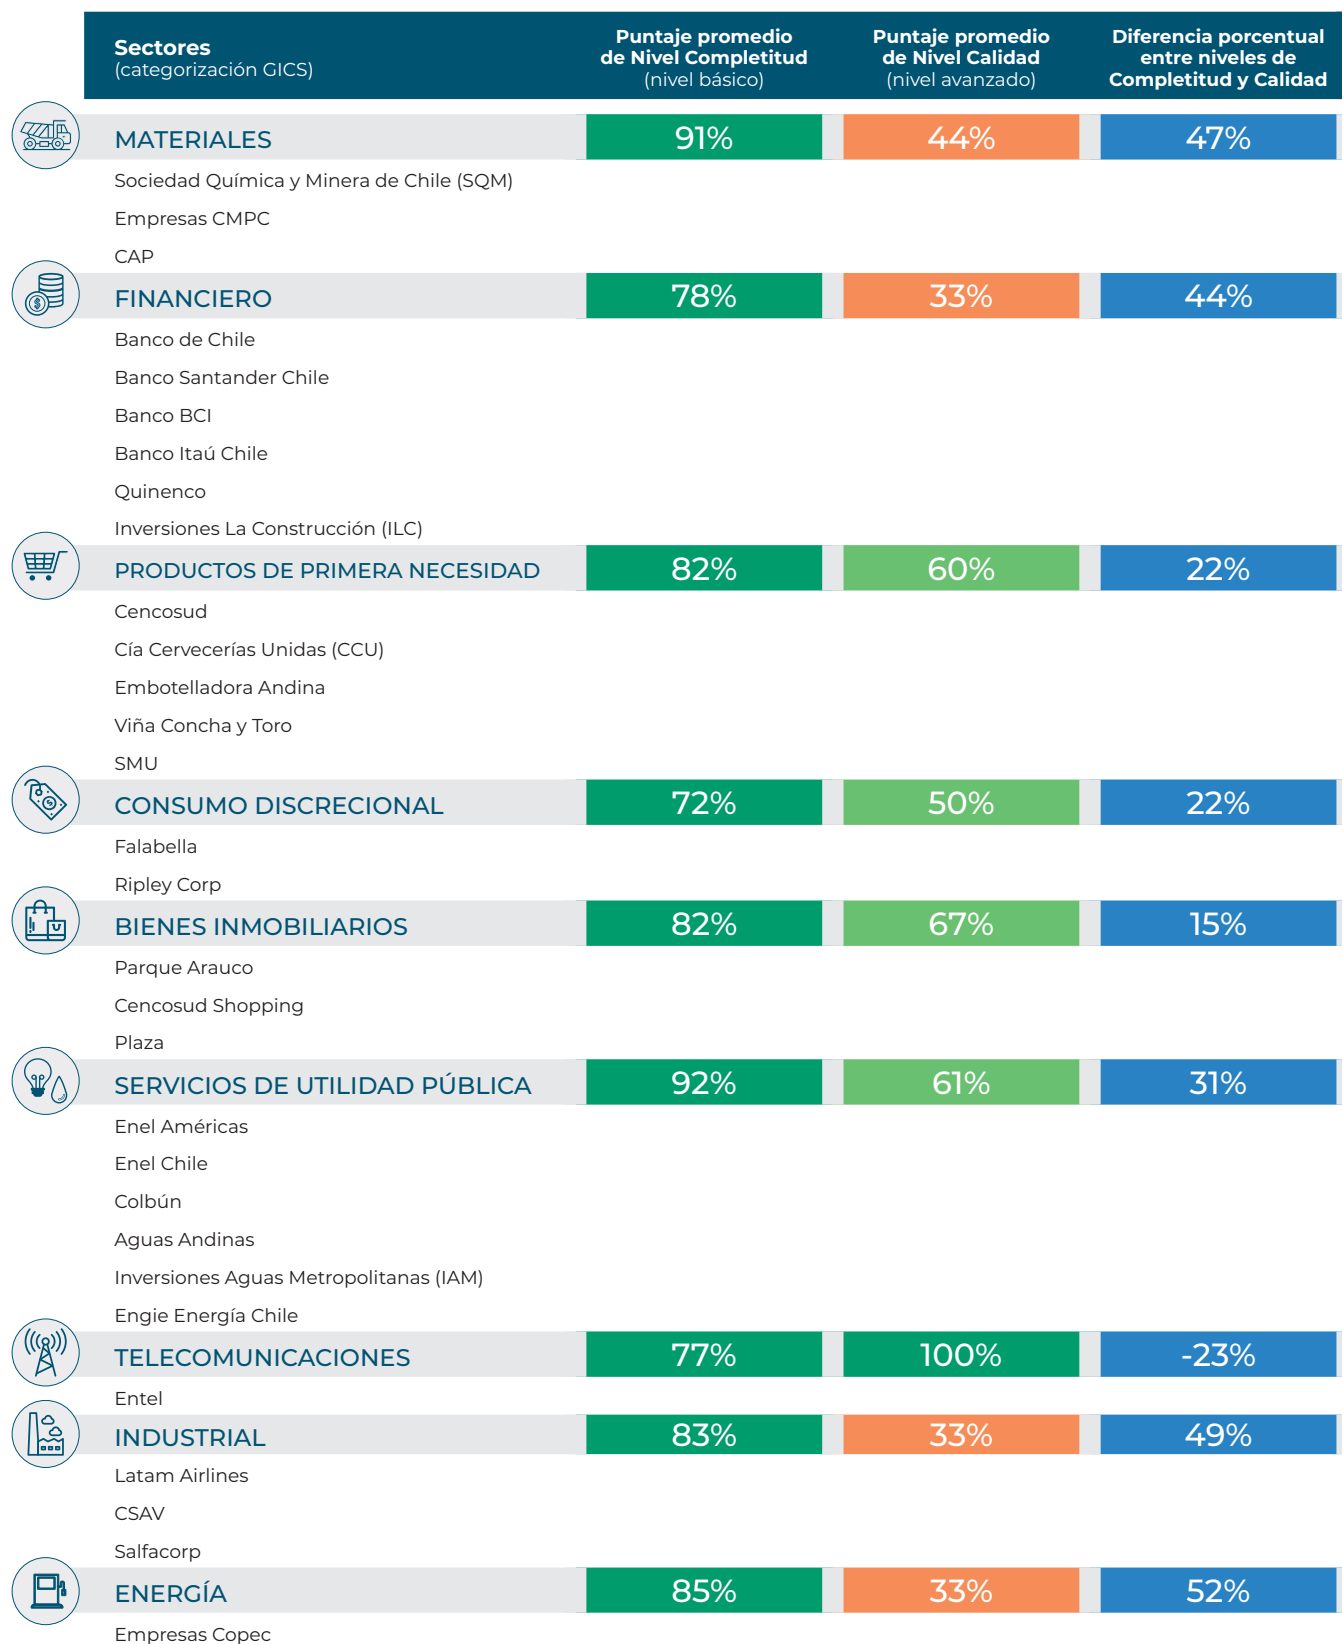 Sectores
(categorización GICS)
Puntaje promedio
de Nivel Completitud
(nivel básico)
Puntaje promedio
de Nivel Calidad
(nivel avanzado)
Diferencia porcentual
entre niveles de
Completitud y Calidad
MATERIALES 91% 44% 47%
Sociedad Química y Minera de Chile (SQM)
Empresas CMPC
CAP
FINANCIERO 78% 33% 44%
Banco de Chile
Banco Santander Chile
Banco BCI
Banco Itaú Chile
Quinenco
Inversiones La Construcción (ILC)
PRODUCTOS DE PRIMERA NECESIDAD 82% 60% 22%
Cencosud
Cía Cervecerías Unidas (CCU)
Embotelladora Andina
Viña Concha y Toro
SMU
CONSUMO DISCRECIONAL 72% 50% 22%
Falabella
Ripley Corp
BIENES INMOBILIARIOS 82% 67% 15%
Parque Arauco
Cencosud Shopping
Plaza
SERVICIOS DE UTILIDAD PÚBLICA 92% 61% 31%
Enel Américas
Enel Chile
Colbún
Aguas Andinas
Inversiones Aguas Metropolitanas (IAM)
Engie Energía Chile
TELECOMUNICACIONES 77% 100% -23%
Entel
INDUSTRIAL 83% 33% 49%
Latam Airlines
CSAV
Salfacorp
ENERGÍA 85% 33% 52%
Empresas Copec